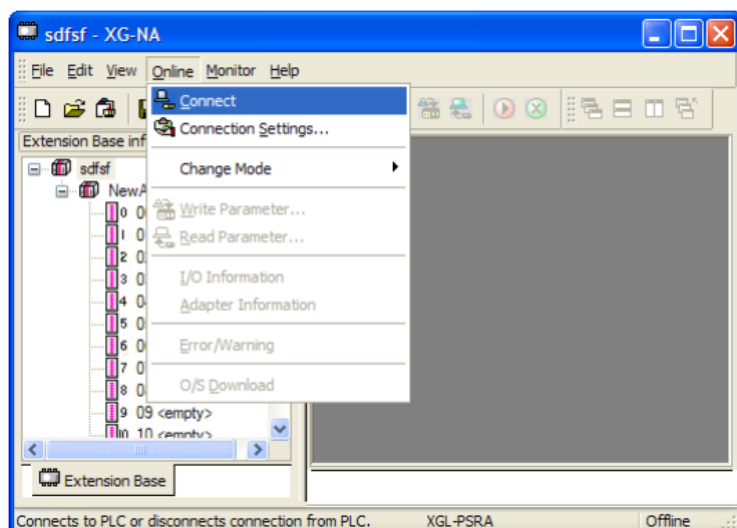 sdfsf - XG-NA
File Edit View Online Monitor Help
Extension Base inf
Connect
Connection Settings...
Change Mode
Write Parameter...
Read Parameter...
I/O Information
Adapter Information
Error/Warning
O/S Download
sdfsf
NewA
0 0
1 0
2 0
3 0
4 0
5 0
6 0
7 0
8 0
9 09 <empty>
10 10 <empty>
Extension Base
Connects to PLC or disconnects connection from PLC. XGL-PSRA Offline